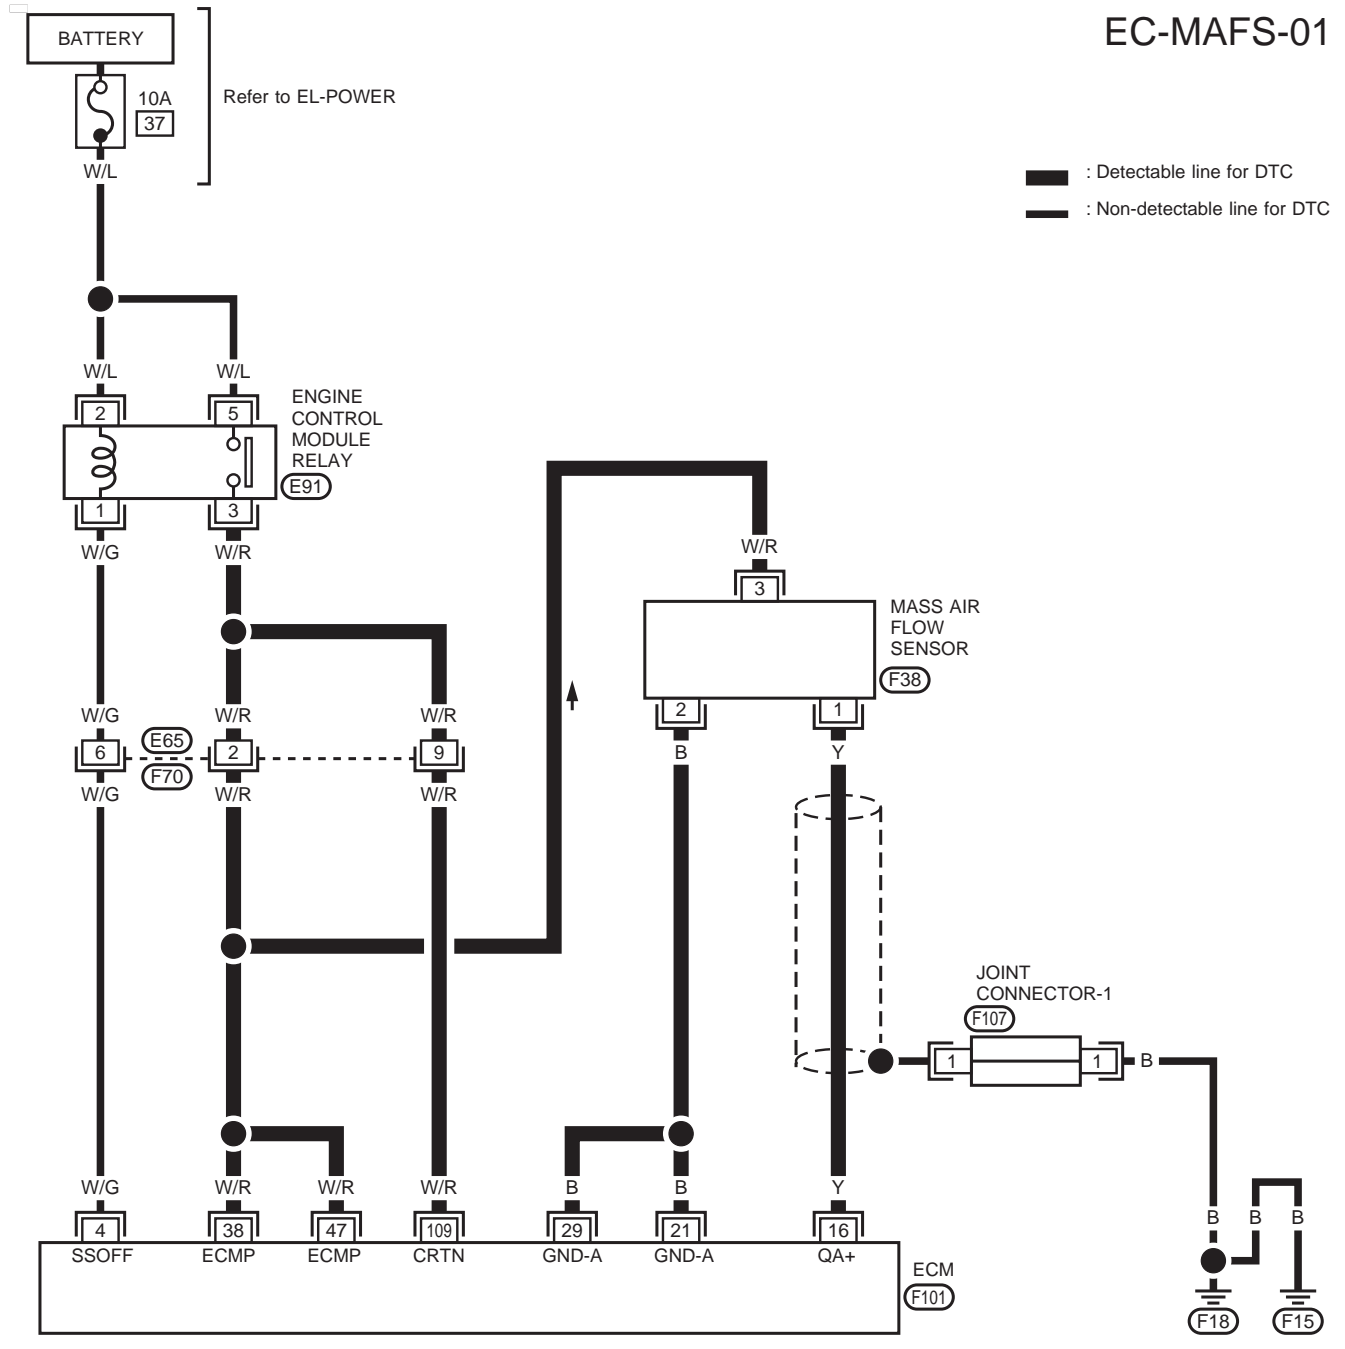 EC-MAFS-01
BATTERY
10A
37
Refer to EL-POWER
W/L
: Detectable line for DTC
: Non-detectable line for DTC
W/L W/L
2 5
ENGINE
CONTROL
MODULE
RELAY
E91
1 3
W/G W/R
W/R
3
MASS AIR
FLOW
SENSOR
F38
2 1
B Y
W/G W/R W/R
6 E65 2 9
F70
W/G W/R W/R
JOINT
CONNECTOR-1
F107
1 1 B
W/G W/R W/R W/R B B Y
4 38 47 109 29 21 16
SSOFF ECMP ECMP CRTN GND-A GND-A QA+
ECM
F101
B B B
F18 F15